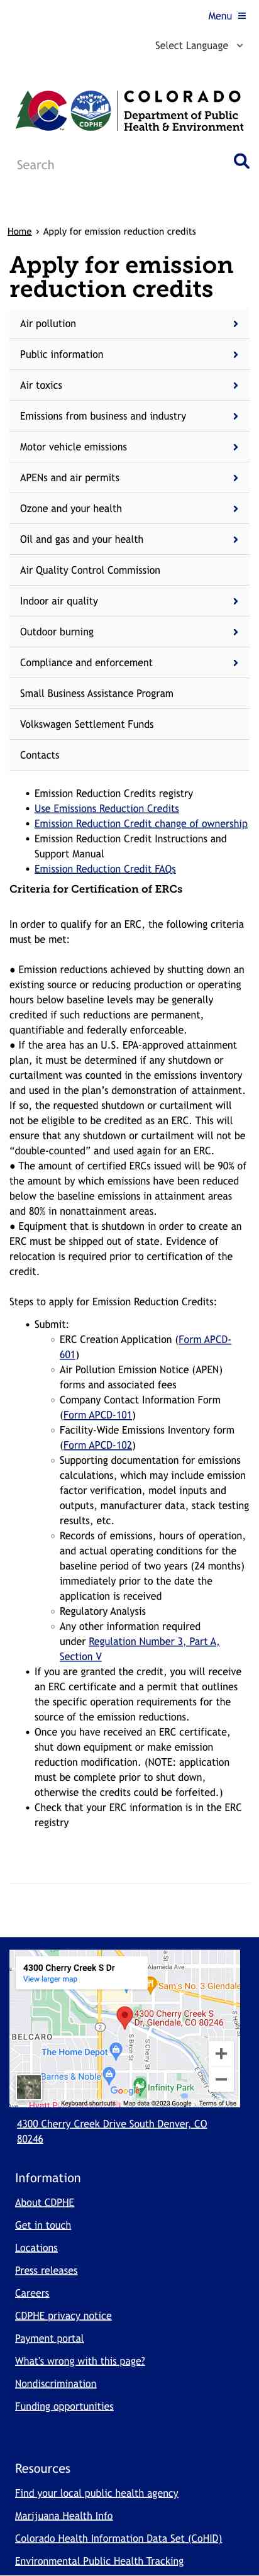 Menu
Select Language
CDPHE
COLORADO
Department of Public
Health & Environment
Search
Home › Apply for emission reduction credits
Apply for emission
reduction credits
Air pollution
Public information
Air toxics
Emissions from business and industry
Motor vehicle emissions
APENs and air permits
Ozone and your health
Oil and gas and your health
Air Quality Control Commission
Indoor air quality
Outdoor burning
Compliance and enforcement
Small Business Assistance Program
Volkswagen Settlement Funds
Contacts
• Emission Reduction Credits registry
• Use Emissions Reduction Credits
• Emission Reduction Credit change of ownership
• Emission Reduction Credit Instructions and
Support Manual
• Emission Reduction Credit FAQs
Criteria for Certification of ERCs
In order to qualify for an ERC, the following criteria
must be met:
● Emission reductions achieved by shutting down an
existing source or reducing production or operating
hours below baseline levels may be generally
credited if such reductions are permanent,
quantifiable and federally enforceable.
● If the area has an U.S. EPA-approved attainment
plan, it must be determined if any shutdown or
curtailment was counted in the emissions inventory
and used in the plan’s demonstration of attainment.
If so, the requested shutdown or curtailment will
not be eligible to be credited as an ERC. This will
ensure that any shutdown or curtailment will not be
“double-counted” and used again for an ERC.
● The amount of certified ERCs issued will be 90% of
the amount by which emissions have been reduced
below the baseline emissions in attainment areas
and 80% in nonattainment areas.
● Equipment that is shutdown in order to create an
ERC must be shipped out of state. Evidence of
relocation is required prior to certification of the
credit.
Steps to apply for Emission Reduction Credits:
• Submit:
◦ ERC Creation Application (Form APCD-
601)
◦ Air Pollution Emission Notice (APEN)
forms and associated fees
◦ Company Contact Information Form
(Form APCD-101)
◦ Facility-Wide Emissions Inventory form
(Form APCD-102)
◦ Supporting documentation for emissions
calculations, which may include emission
factor verification, model inputs and
outputs, manufacturer data, stack testing
results, etc.
◦ Records of emissions, hours of operation,
and actual operating conditions for the
baseline period of two years (24 months)
immediately prior to the date the
application is received
◦ Regulatory Analysis
◦ Any other information required
under Regulation Number 3, Part A,
Section V
• If you are granted the credit, you will receive
an ERC certificate and a permit that outlines
the specific operation requirements for the
source of the emission reductions.
• Once you have received an ERC certificate,
shut down equipment or make emission
reduction modification. (NOTE: application
must be complete prior to shut down,
otherwise the credits could be forfeited.)
• Check that your ERC information is in the ERC
registry
4300 Cherry Creek S Dr
View larger map
Sam's No. 3 Glendale
4300 Cherry Creek S
Dr, Glendale, CO 80246
BELCARO
The Home Depot
Barnes & Noble
Google
Infinity Park
Keyboard shortcuts
Map data ©2023 Google
Terms of Use
4300 Cherry Creek Drive South Denver, CO
80246
Information
About CDPHE
Get in touch
Locations
Press releases
Careers
CDPHE privacy notice
Payment portal
What's wrong with this page?
Nondiscrimination
Funding opportunities
Resources
Find your local public health agency
Marijuana Health Info
Colorado Health Information Data Set (CoHID)
Environmental Public Health Tracking